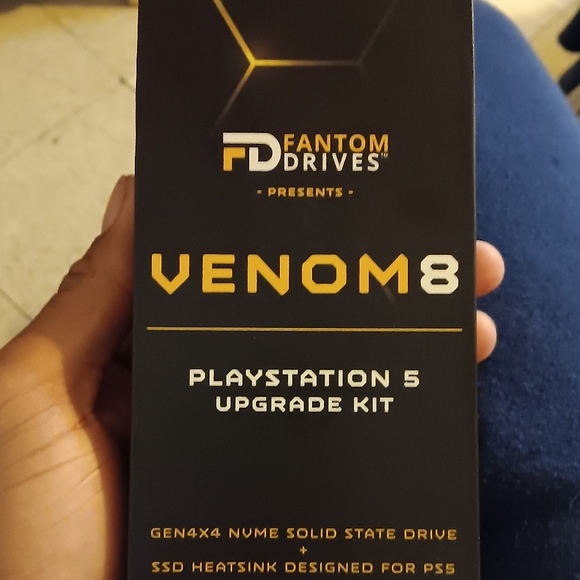 FD FANTOM
DRIVES™
- PRESENTS -
VENOM8
PLAYSTATION 5
UPGRADE KIT
GEN4X4 NVME SOLID STATE DRIVE
+
SSD HEATSINK DESIGNED FOR PS5